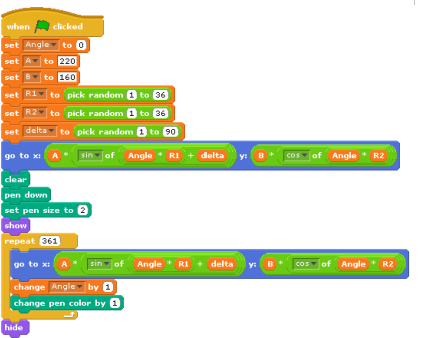 when clicked
set Angle to 0
set A to 220
set B to 160
set R1 to pick random 1 to 36
set R2 to pick random 1 to 36
set delta to pick random 1 to 90
go to x: A * sin of Angle * R1 + delta y: B * cos of Angle * R2
clear
pen down
set pen size to 2
show
repeat 361
go to x: A * sin of Angle * R1 + delta y: B * cos of Angle * R2
change Angle by 1
change pen color by 1
hide